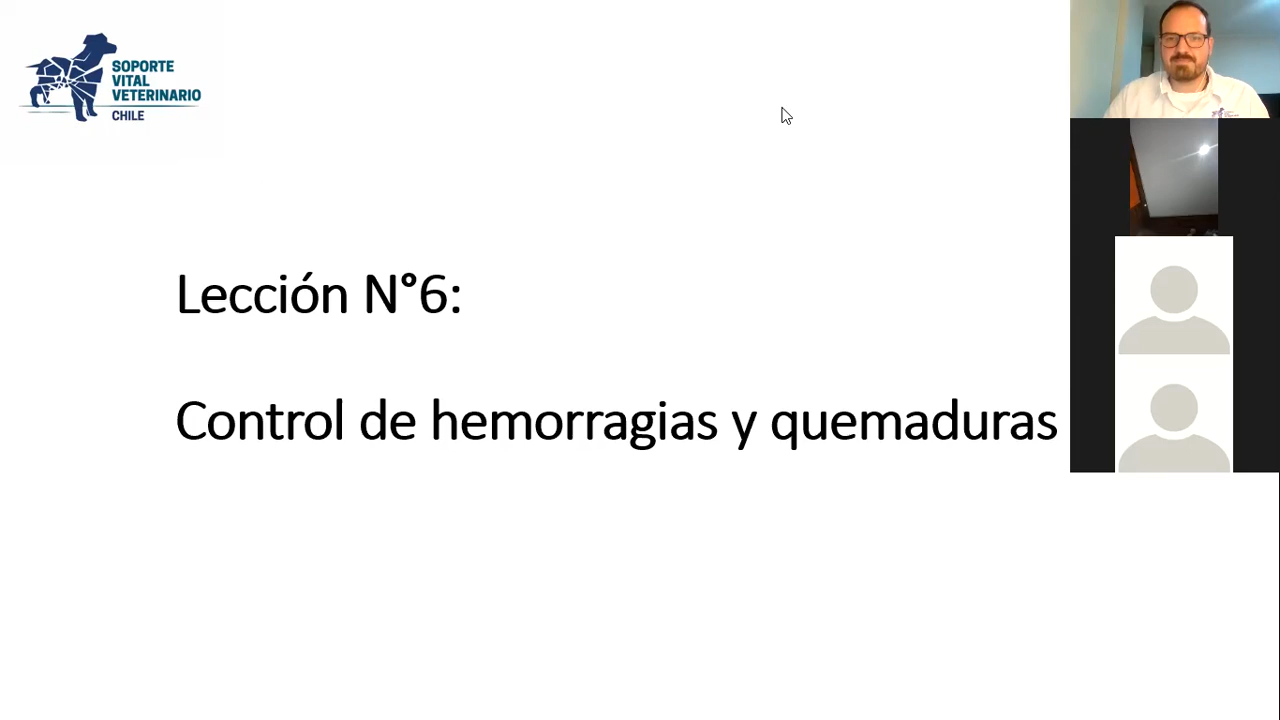 SOPORTE
VITAL
VETERINARIO
CHILE
Lección N°6:
Control de hemorragias y quemaduras